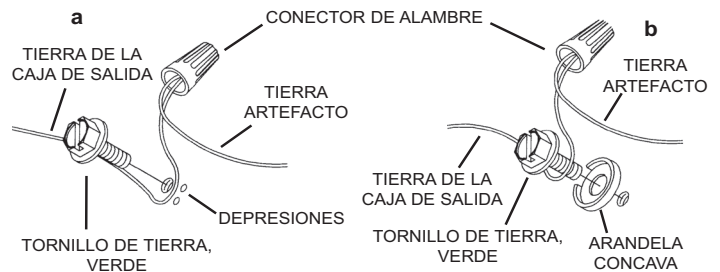 a
CONECTOR DE ALAMBRE
b
TIERRA DE LA
CAJA DE SALIDA
TIERRA
ARTEFACTO
DEPRESIONES
TORNILLO DE TIERRA,
VERDE
TIERRA
ARTEFACTO
TIERRA DE LA
CAJA DE SALIDA
TORNILLO DE TIERRA,
VERDE
ARANDELA
CONCAVA